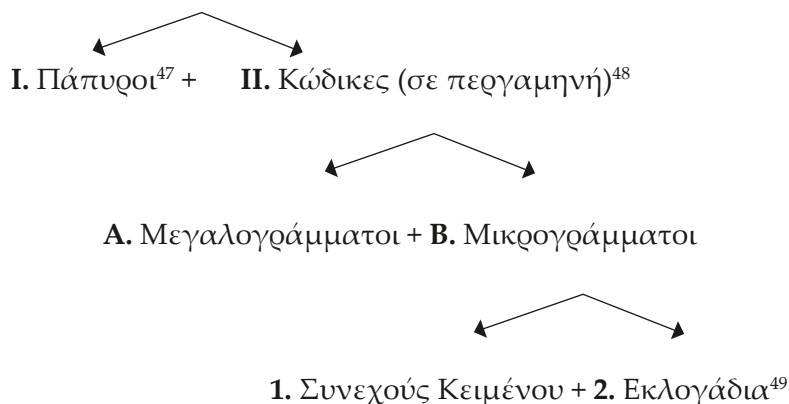 I. Πάπυροι47 + II. Κώδικες (σε περγαμηνή)48
A. Μεγαλογράμματοι + B. Μικρογράμματοι
1. Συνεχούς Κειμένου + 2. Εκλογάδια49